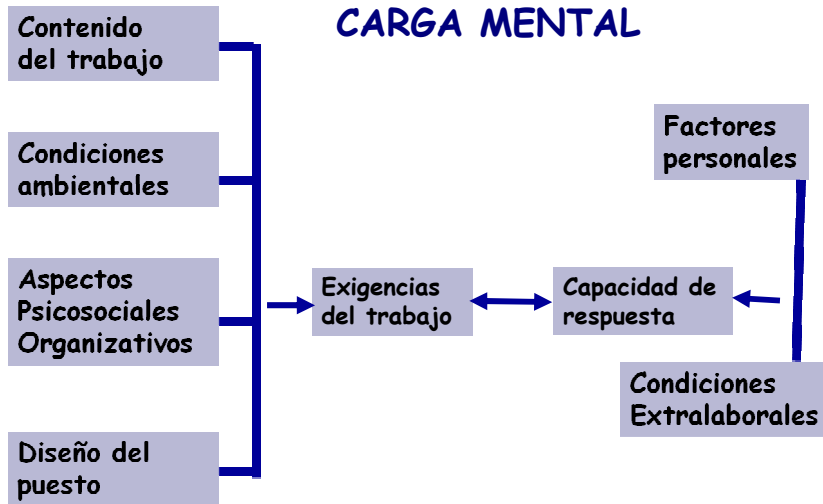 CARGA MENTAL
Contenido
del trabajo
Condiciones
ambientales
Aspectos
Psicosociales
Organizativos
Diseño del
puesto
Exigencias
del trabajo
Capacidad de
respuesta
Factores
personales
Condiciones
Extralaborales